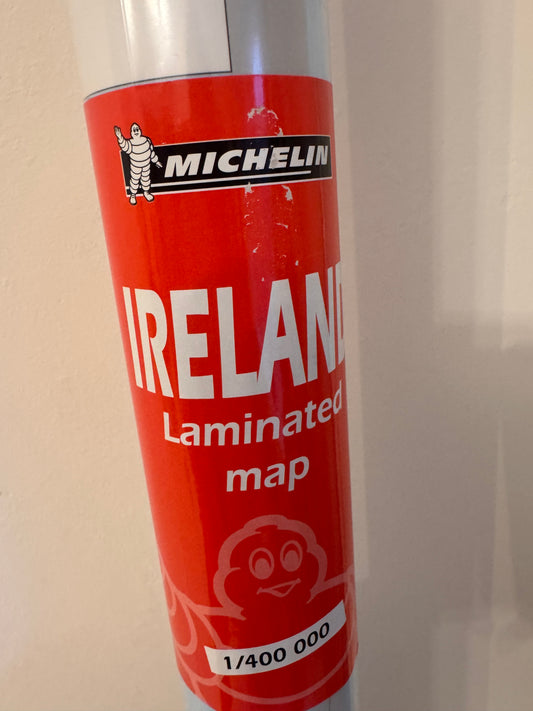 MICHELIN
IRELAND
Laminated
map
1/400 000